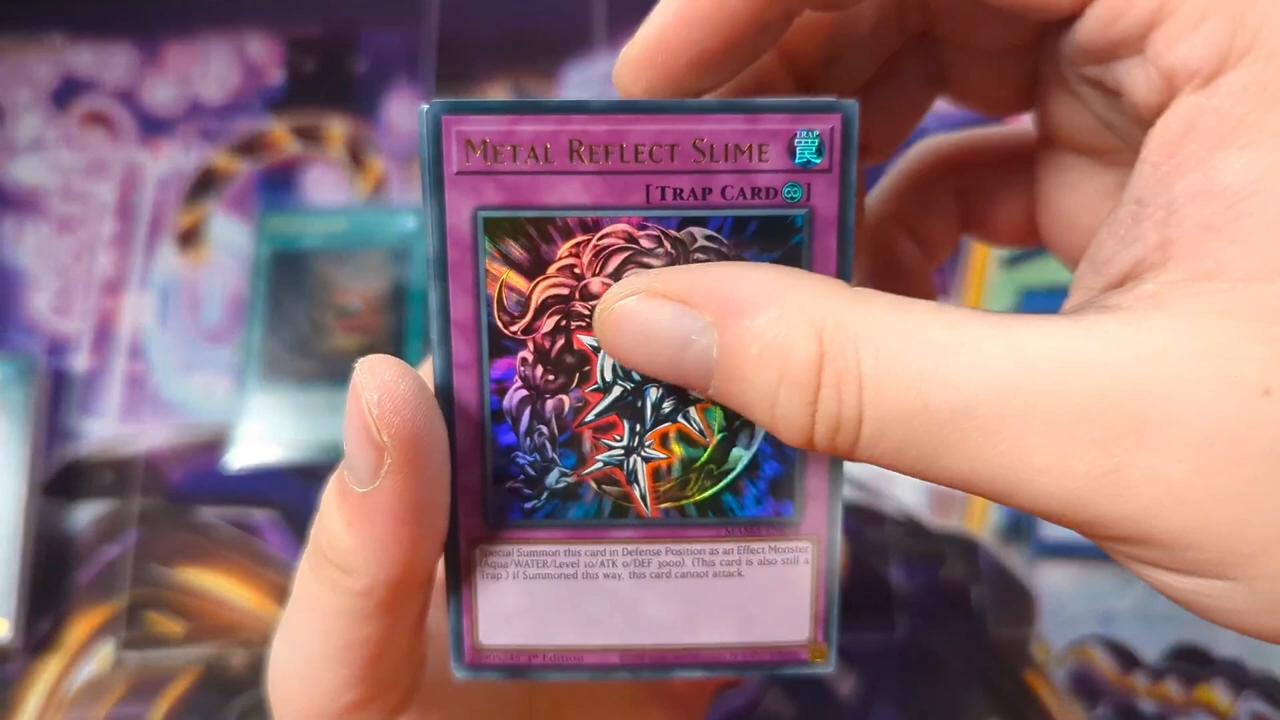 METAL REFLECT SLIME
TRAP
罠
[TRAP CARD]
Special Summon this card in Defense Position as an Effect Monster
(Aqua/WATER/Level 10/ATK 0/DEF 3000). (This card is also still a
Trap.) If Summoned this way, this card cannot attack.
1st Edition